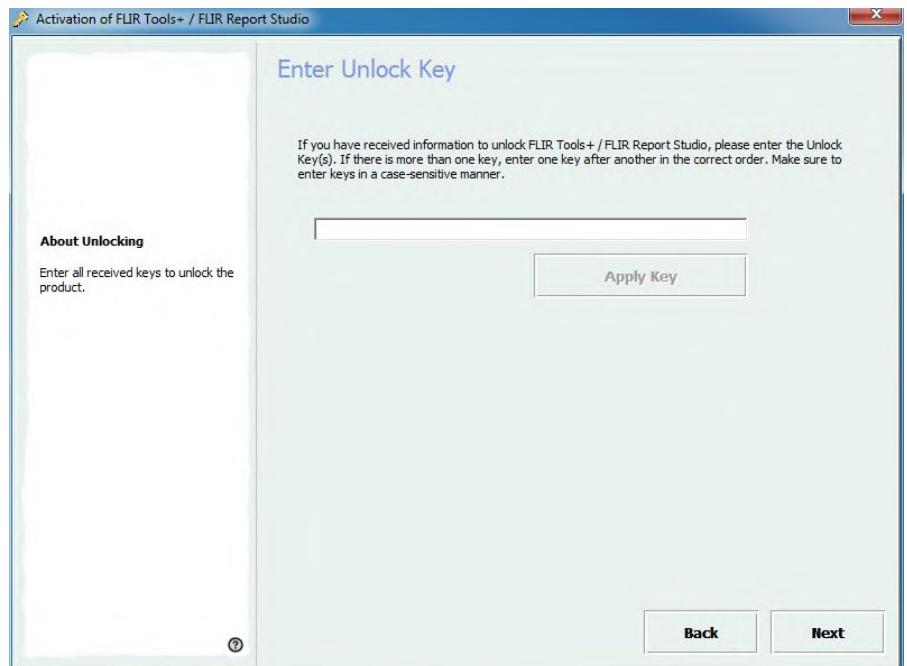 Activation of FLIR Tools+ / FLIR Report Studio
x
Enter Unlock Key
If you have received information to unlock FLIR Tools+ / FLIR Report Studio, please enter the Unlock
Key(s). If there is more than one key, enter one key after another in the correct order. Make sure to
enter keys in a case-sensitive manner.
About Unlocking
Enter all received keys to unlock the
product.
Apply Key
?
Back
Next